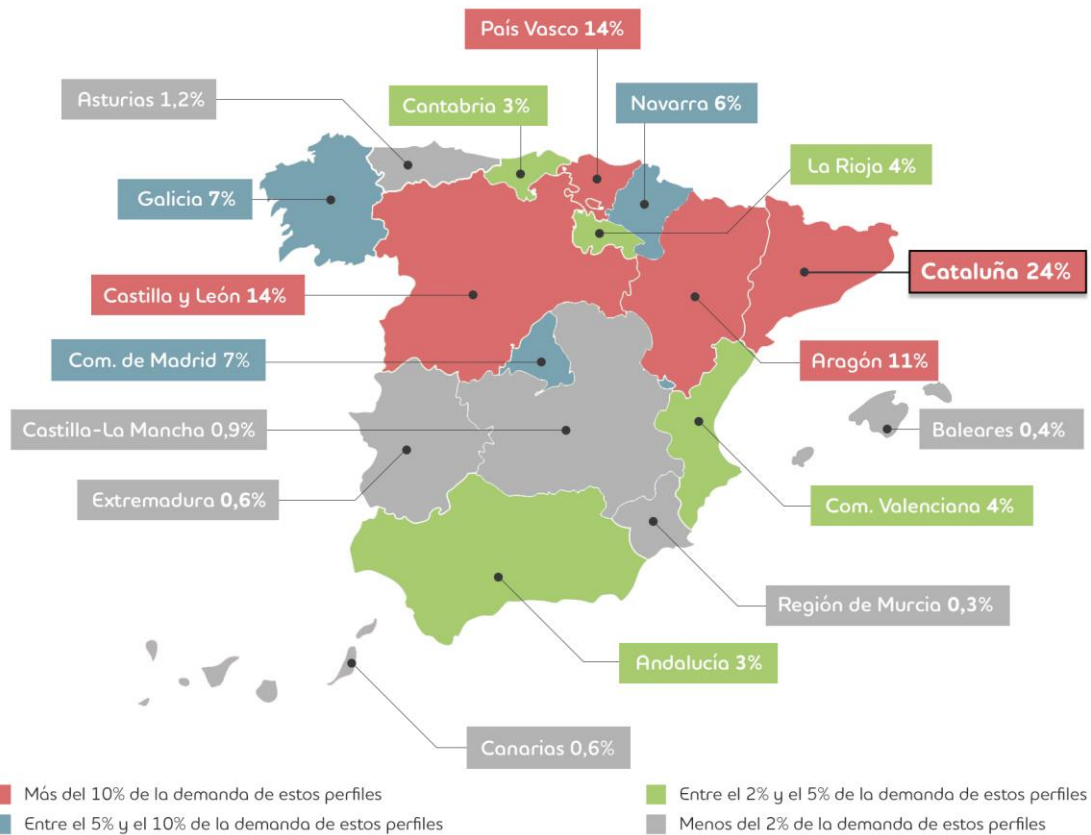 País Vasco 14%
Asturias 1,2%
Cantabria 3%
Navarra 6%
La Rioja 4%
Galicia 7%
Cataluña 24%
Castilla y León 14%
Com. de Madrid 7%
Aragón 11%
Castilla-La Mancha 0,9%
Baleares 0,4%
Extremadura 0,6%
Com. Valenciana 4%
Región de Murcia 0,3%
Andalucía 3%
Canarias 0,6%
Más del 10% de la demanda de estos perfiles
Entre el 5% y el 10% de la demanda de estos perfiles
Entre el 2% y el 5% de la demanda de estos perfiles
Menos del 2% de la demanda de estos perfiles